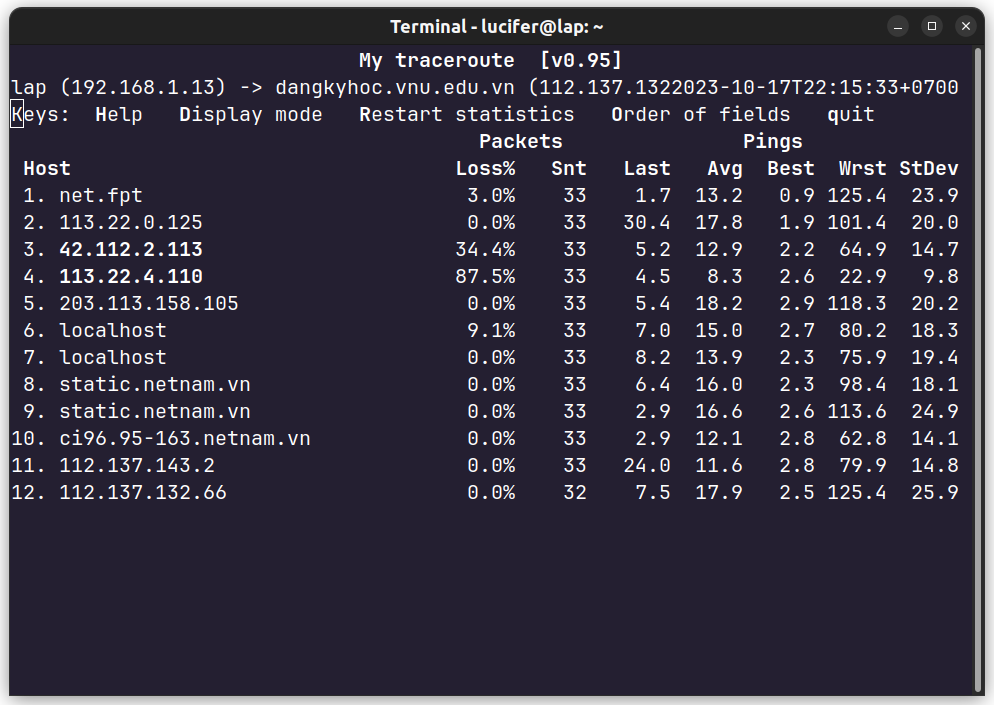 Terminal - lucifer@lap: ~
My traceroute  [v0.95]
lap (192.168.1.13) -> dangkyhoc.vnu.edu.vn (112.137.1322023-10-17T22:15:33+0700
Keys:  Help   Display mode   Restart statistics   Order of fields   quit
Packets               Pings
Host                                Loss%   Snt   Last   Avg  Best  Wrst StDev
1. net.fpt                           3.0%    33    1.7  13.2   0.9 125.4  23.9
2. 113.22.0.125                      0.0%    33   30.4  17.8   1.9 101.4  20.0
3. 42.112.2.113                     34.4%    33    5.2  12.9   2.2  64.9  14.7
4. 113.22.4.110                     87.5%    33    4.5   8.3   2.6  22.9   9.8
5. 203.113.158.105                   0.0%    33    5.4  18.2   2.9 118.3  20.2
6. localhost                         9.1%    33    7.0  15.0   2.7  80.2  18.3
7. localhost                         0.0%    33    8.2  13.9   2.3  75.9  19.4
8. static.netnam.vn                  0.0%    33    6.4  16.0   2.3  98.4  18.1
9. static.netnam.vn                  0.0%    33    2.9  16.6   2.6 113.6  24.9
10. ci96.95-163.netnam.vn             0.0%    33    2.9  12.1   2.8  62.8  14.1
11. 112.137.143.2                     0.0%    33   24.0  11.6   2.8  79.9  14.8
12. 112.137.132.66                    0.0%    32    7.5  17.9   2.5 125.4  25.9